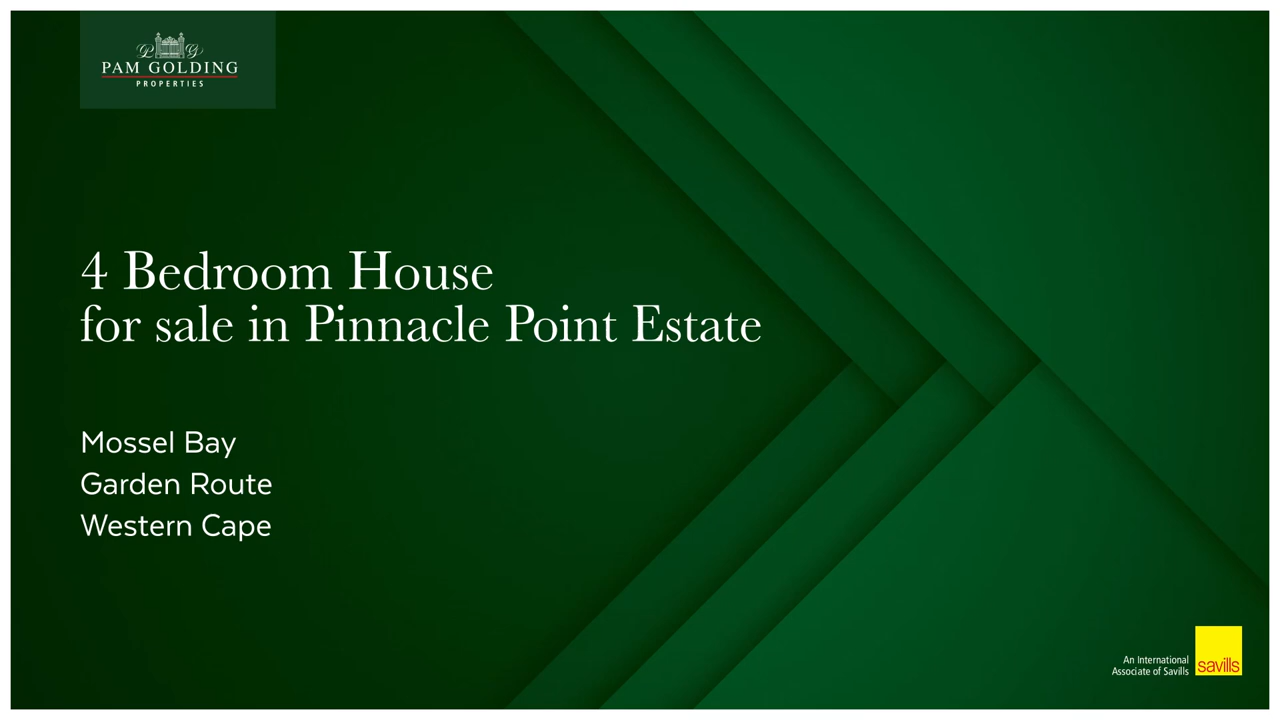 PG
PAM GOLDING
PROPERTIES
4 Bedroom House
for sale in Pinnacle Point Estate
Mossel Bay
Garden Route
Western Cape
An International
Associate of Savills
savills